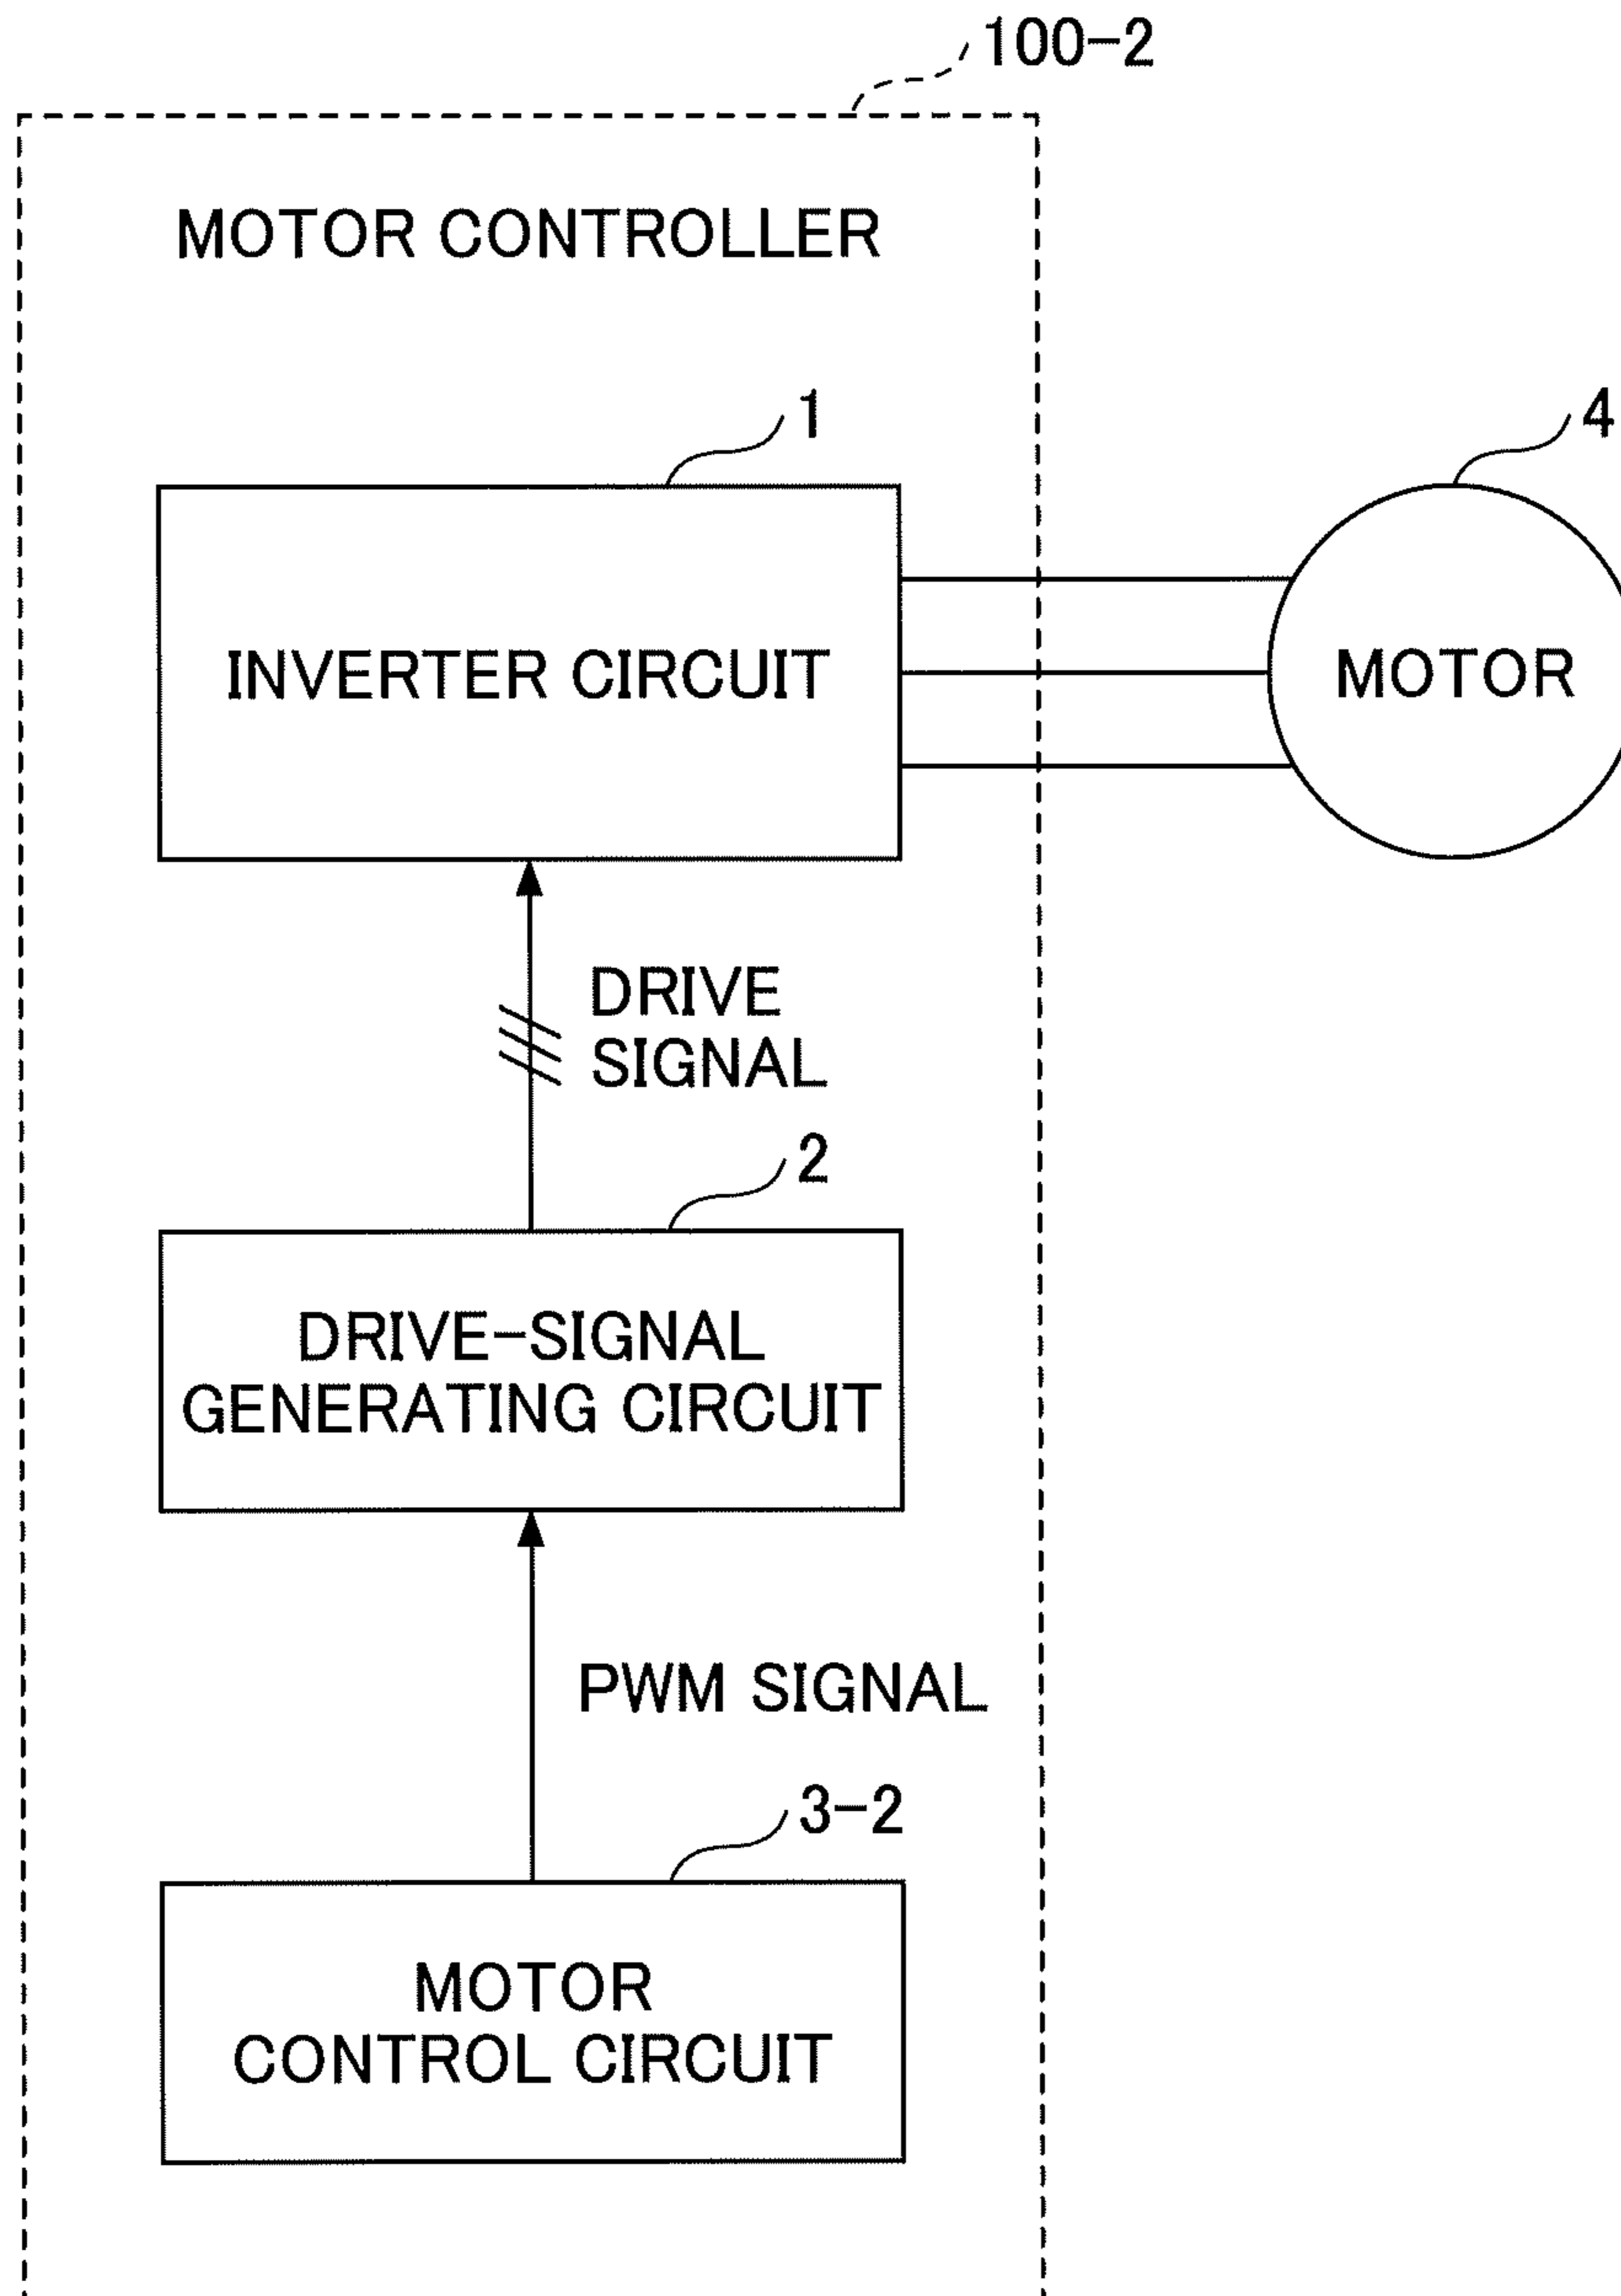 100-2
MOTOR CONTROLLER
1
4
INVERTER CIRCUIT
MOTOR
DRIVE
SIGNAL
2
DRIVE-SIGNAL
GENERATING CIRCUIT
PWM SIGNAL
3-2
MOTOR
CONTROL CIRCUIT